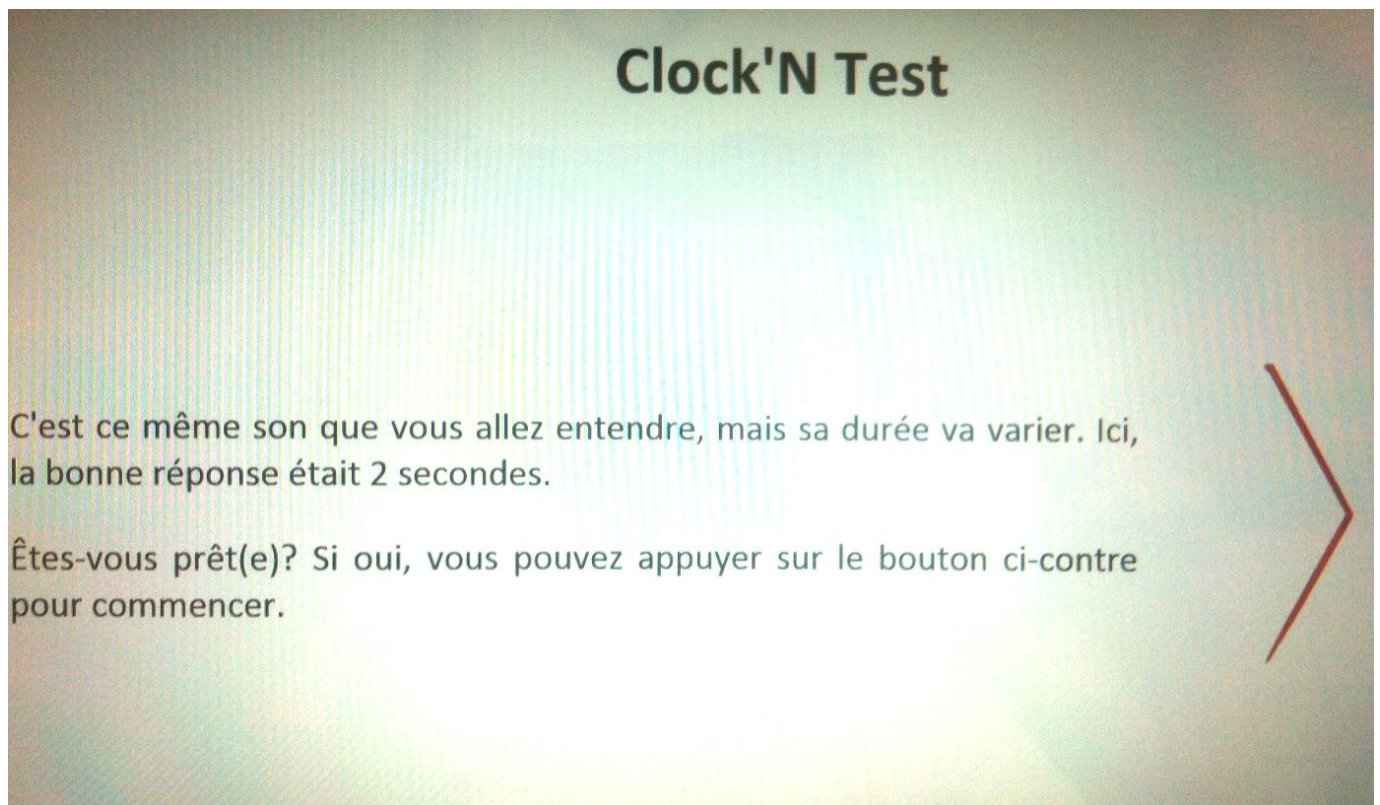 Clock'N Test
C'est ce même son que vous allez entendre, mais sa durée va varier. Ici,
la bonne réponse était 2 secondes.
Êtes-vous prêt(e)? Si oui, vous pouvez appuyer sur le bouton ci-contre
pour commencer.